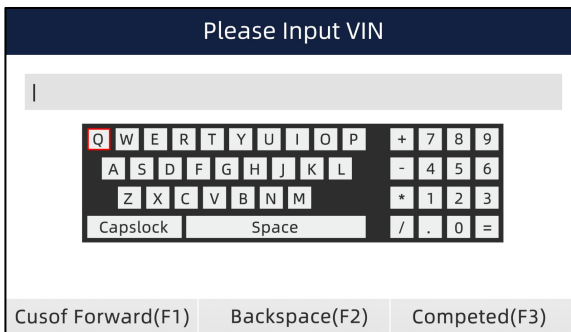 Please Input VIN
Q W E R T Y U I O P + 7 8 9
A S D F G H J K L - 4 5 6
Z X C V B N M * 1 2 3
Capslock Space / . 0 =
Cusof Forward(F1) Backspace(F2) Competed(F3)